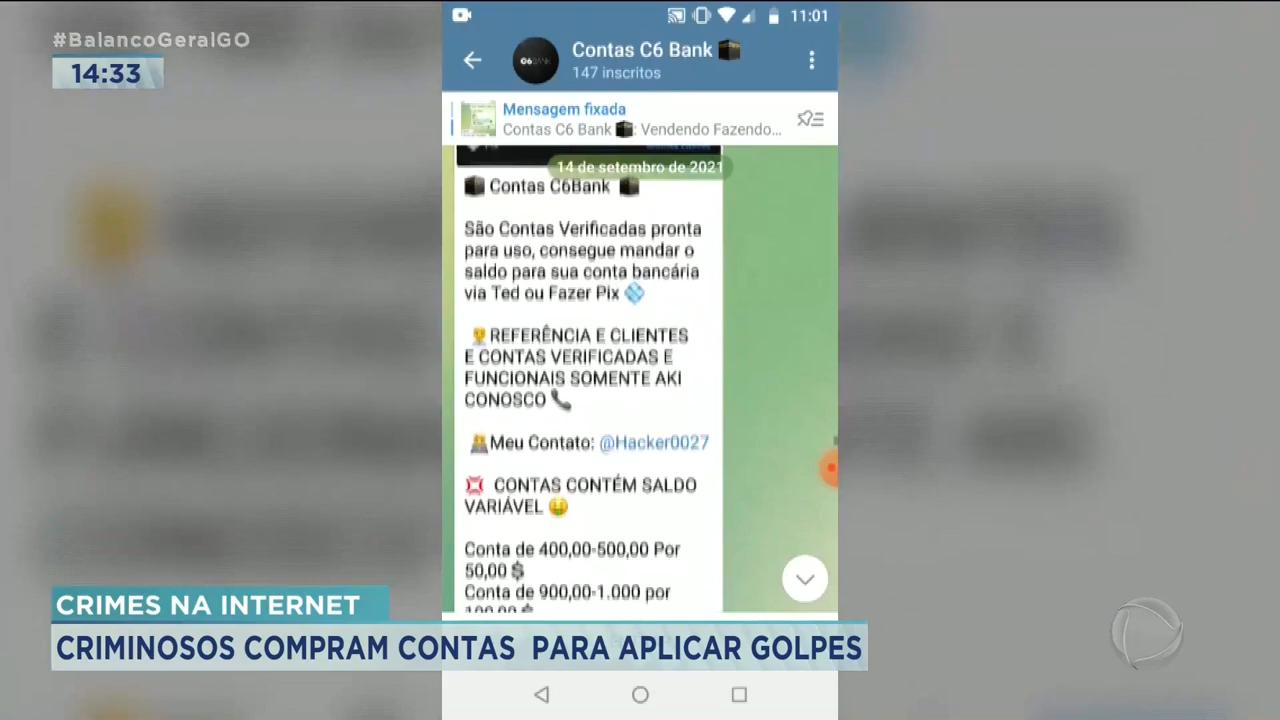 #BalancoGeralGO
14:33
11:01
Contas C6 Bank
147 inscritos
Mensagem fixada
Contas C6 Bank : Vendendo Fazendo...
14 de setembro de 2021
Contas C6Bank
São Contas Verificadas pronta
para uso, consegue mandar o
saldo para sua conta bancária
via Ted ou Fazer Pix
REFERÊNCIA E CLIENTES
E CONTAS VERIFICADAS E
FUNCIONAIS SOMENTE AKI
CONOSCO
Meu Contato: @Hacker0027
CONTAS CONTÉM SALDO
VARIÁVEL
Conta de 400,00-500,00 Por
50,00 $
Conta de 900,00-1.000 por
100,00 $
CRIMES NA INTERNET
CRIMINOSOS COMPRAM CONTAS PARA APLICAR GOLPES